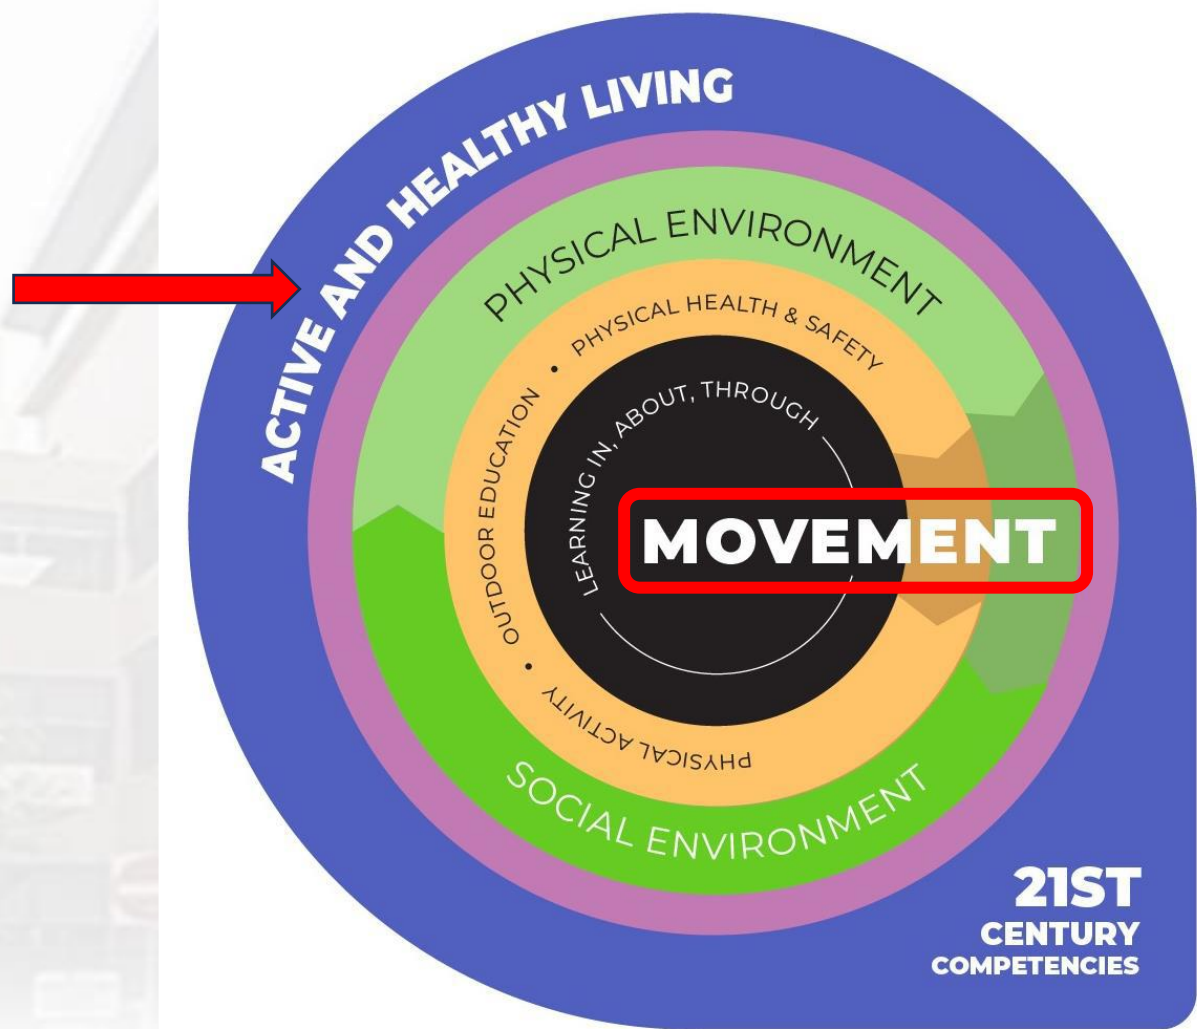 ACTIVE AND HEALTHY LIVING
PHYSICAL ENVIRONMENT
PHYSICAL HEALTH & SAFETY
OUTDOOR EDUCATION
PHYSICAL ACTIVITY
LEARNING IN, ABOUT, THROUGH
MOVEMENT
SOCIAL ENVIRONMENT
21ST
CENTURY
COMPETENCIES